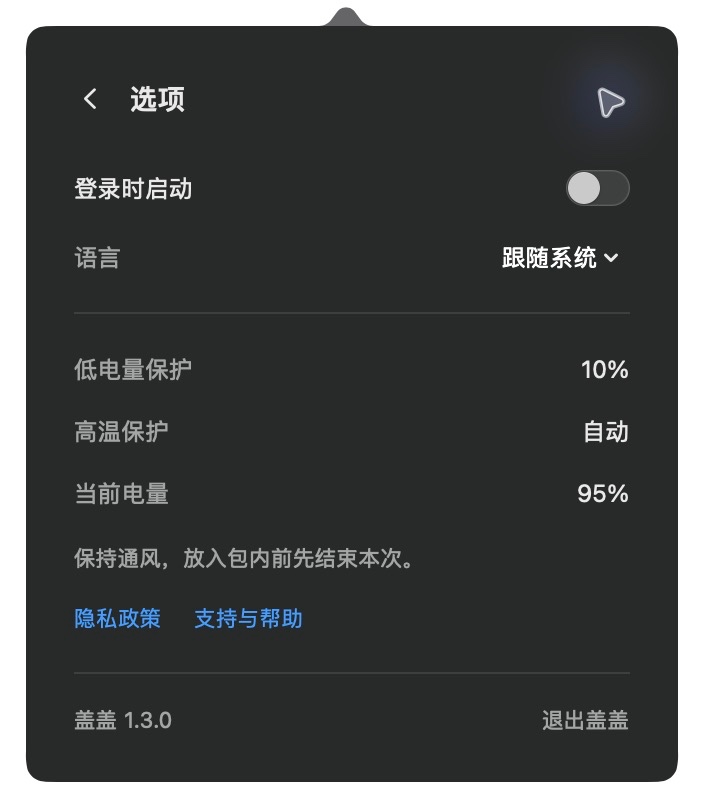 选项
登录时启动
语言 跟随系统
低电量保护 10%
高温保护 自动
当前电量 95%
保持通风，放入包内前先结束本次。
隐私政策 支持与帮助
盖盖 1.3.0 退出盖盖